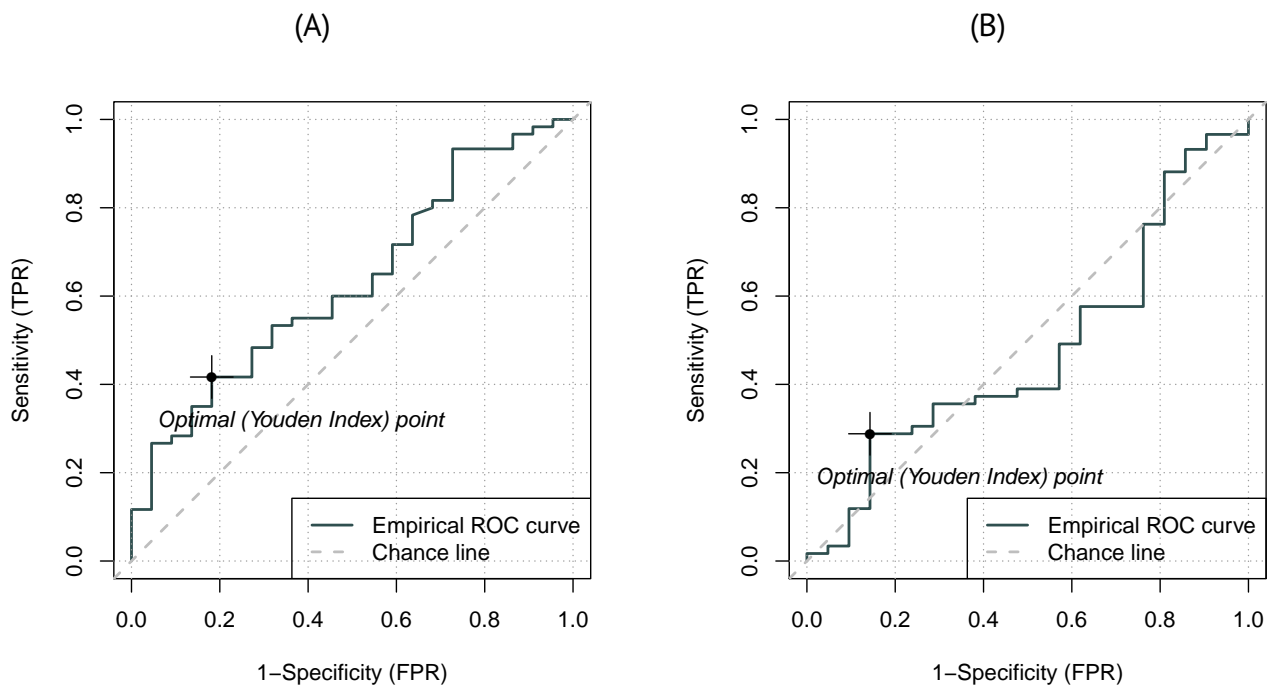 (A)
Sensitivity (TPR)
1.0
0.8
0.6
0.4
0.2
0.0
Optimal (Youden Index) point
Empirical ROC curve
Chance line
0.0 0.2 0.4 0.6 0.8 1.0
1−Specificity (FPR)
(B)
Sensitivity (TPR)
1.0
0.8
0.6
0.4
0.2
0.0
Optimal (Youden Index) point
Empirical ROC curve
Chance line
0.0 0.2 0.4 0.6 0.8 1.0
1−Specificity (FPR)